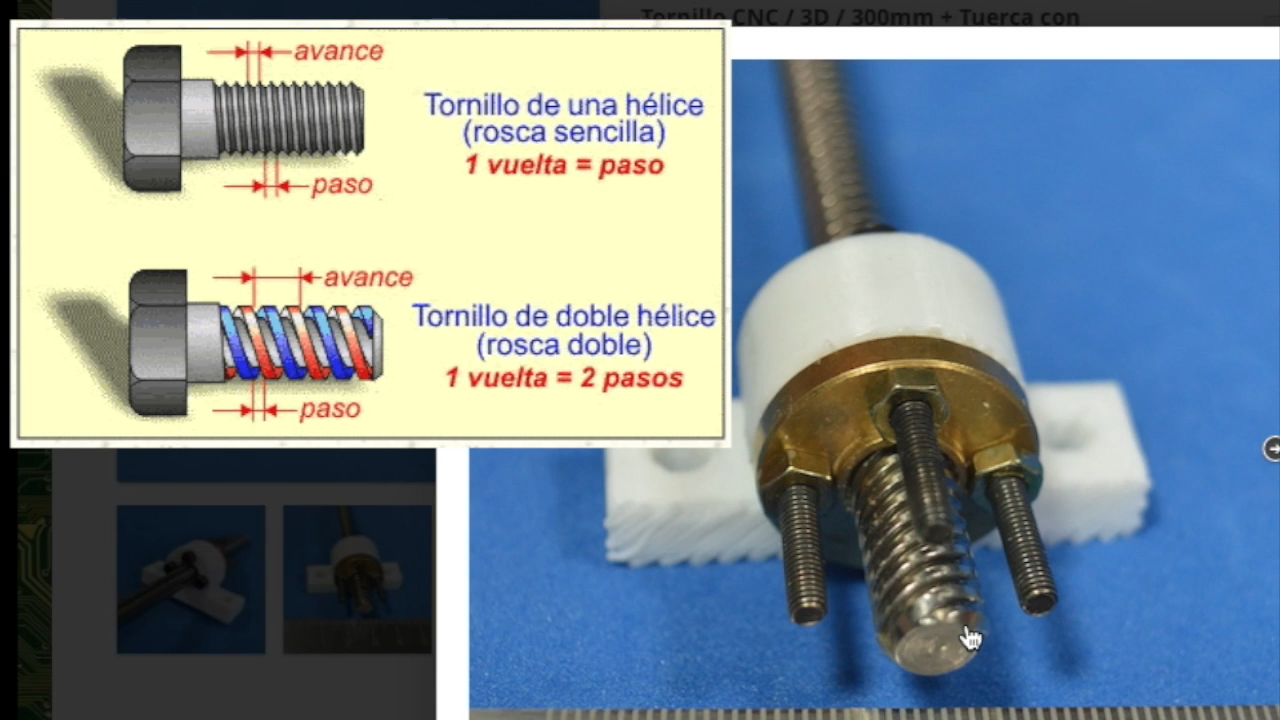 Tornillo CNC / 3D / 300mm + Tuerca con
avance
Tornillo de una hélice
(rosca sencilla)
1 vuelta = paso
paso
avance
Tornillo de doble hélice
(rosca doble)
1 vuelta = 2 pasos
paso